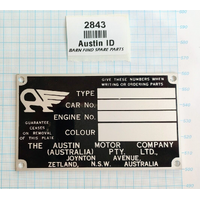 2843
Austin ID
BARN FIND SPARE PARTS
GIVE THESE NUMBERS WHEN
WRITING OR ORDERING PARTS
TYPE
CAR No.
ENGINE No.
COLOUR
GUARANTEE
CEASES
ON REMOVAL
OF THIS PLATE
THE AUSTIN MOTOR COMPANY
(AUSTRALIA) PTY. LTD.,
JOYNTON AVENUE,
ZETLAND, N.S.W. AUSTRALIA